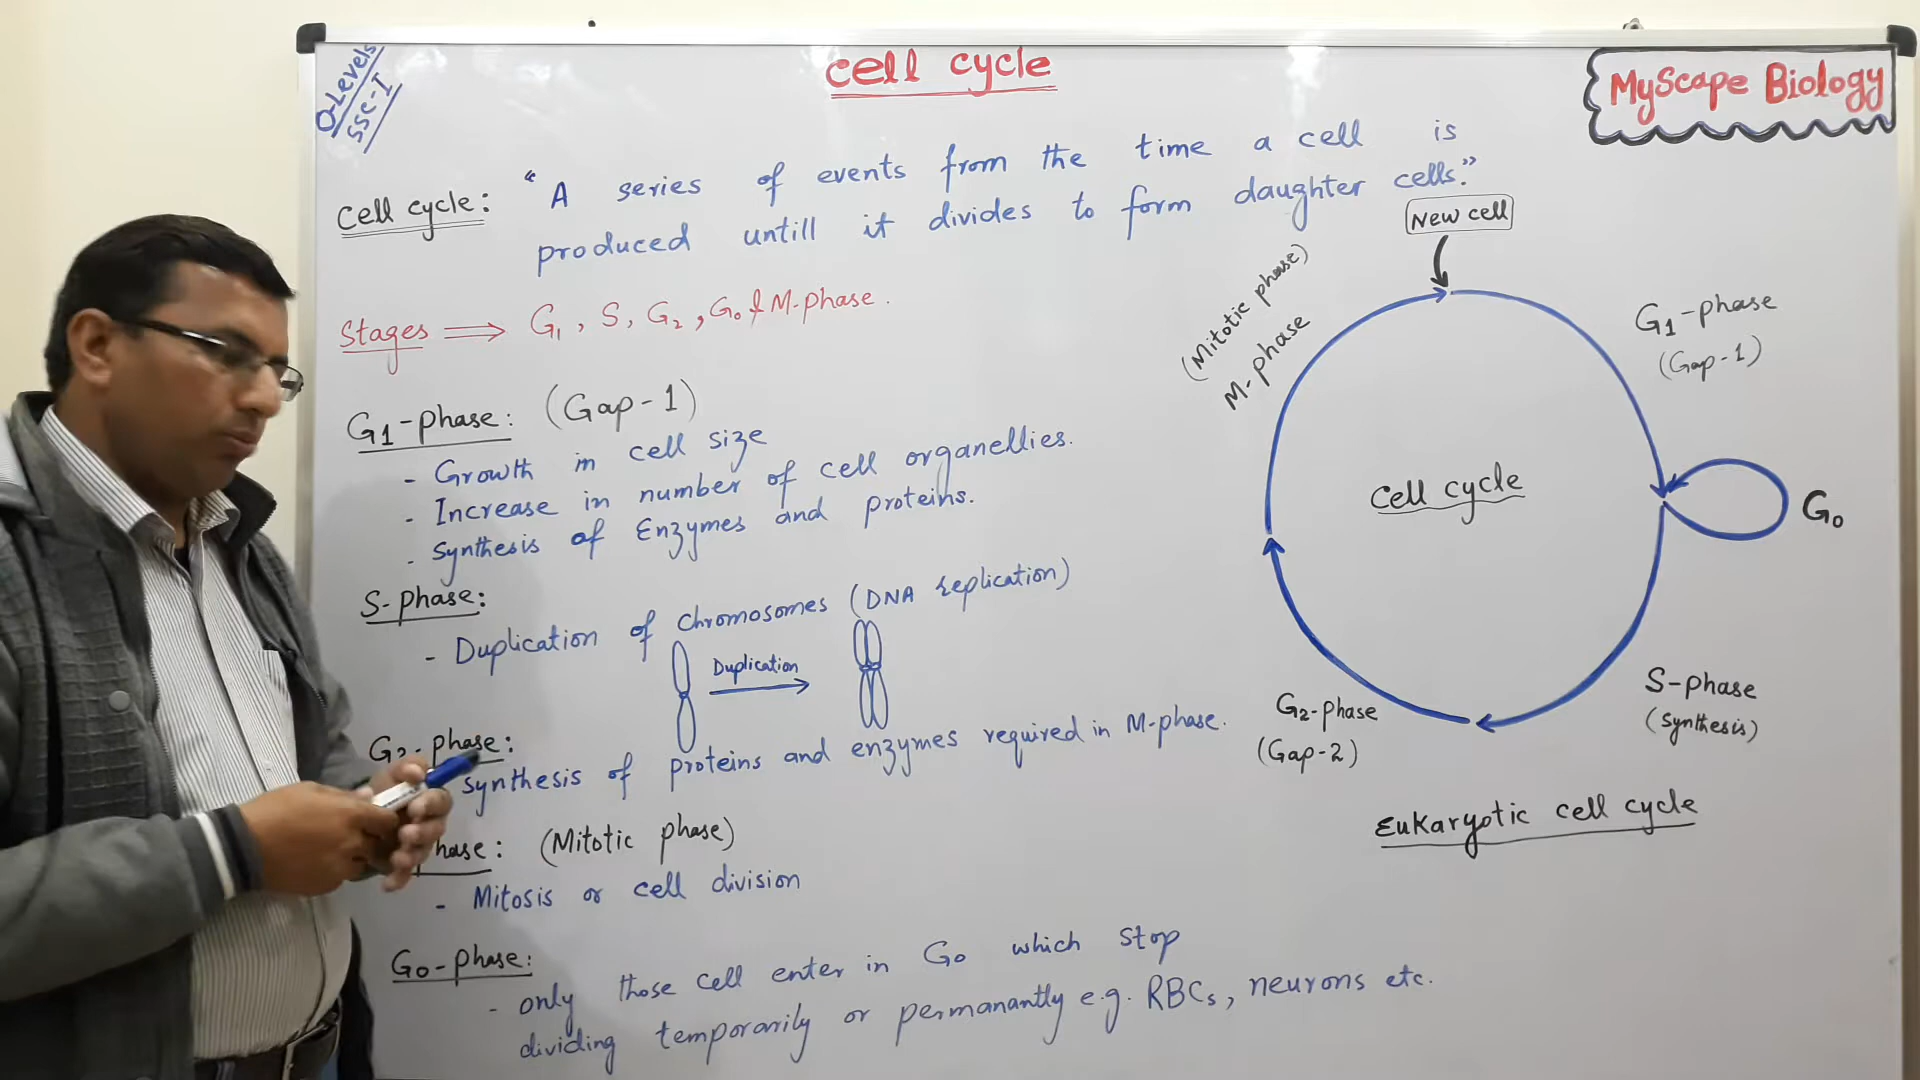 O-Levels
SSC-I
Cell cycle
MyScape Biology
Cell cycle: "A series of events from the time a cell is
produced untill it divides to form daughter cells."
Stages ⟹ G₁, S, G₂, G₀ & M-phase.
G1-phase: (Gap-1)
- Growth in cell size
- Increase in number of cell organellies.
- synthesis of Enzymes and proteins.
S-phase:
- Duplication of chromosomes (DNA replication)
Duplication
G₂-phase:
synthesis of proteins and enzymes required in M-phase.
hase: (Mitotic phase)
- Mitosis or cell division
G₀-phase:
- only those cell enter in G₀ which stop
dividing temporarily or permanantly e.g. RBCs, neurons etc.
New cell
(Mitotic phase)
M-phase
G1-phase
(Gap-1)
Cell cycle
G₀
S-phase
(synthesis)
G₂-phase
(Gap-2)
Eukaryotic cell cycle